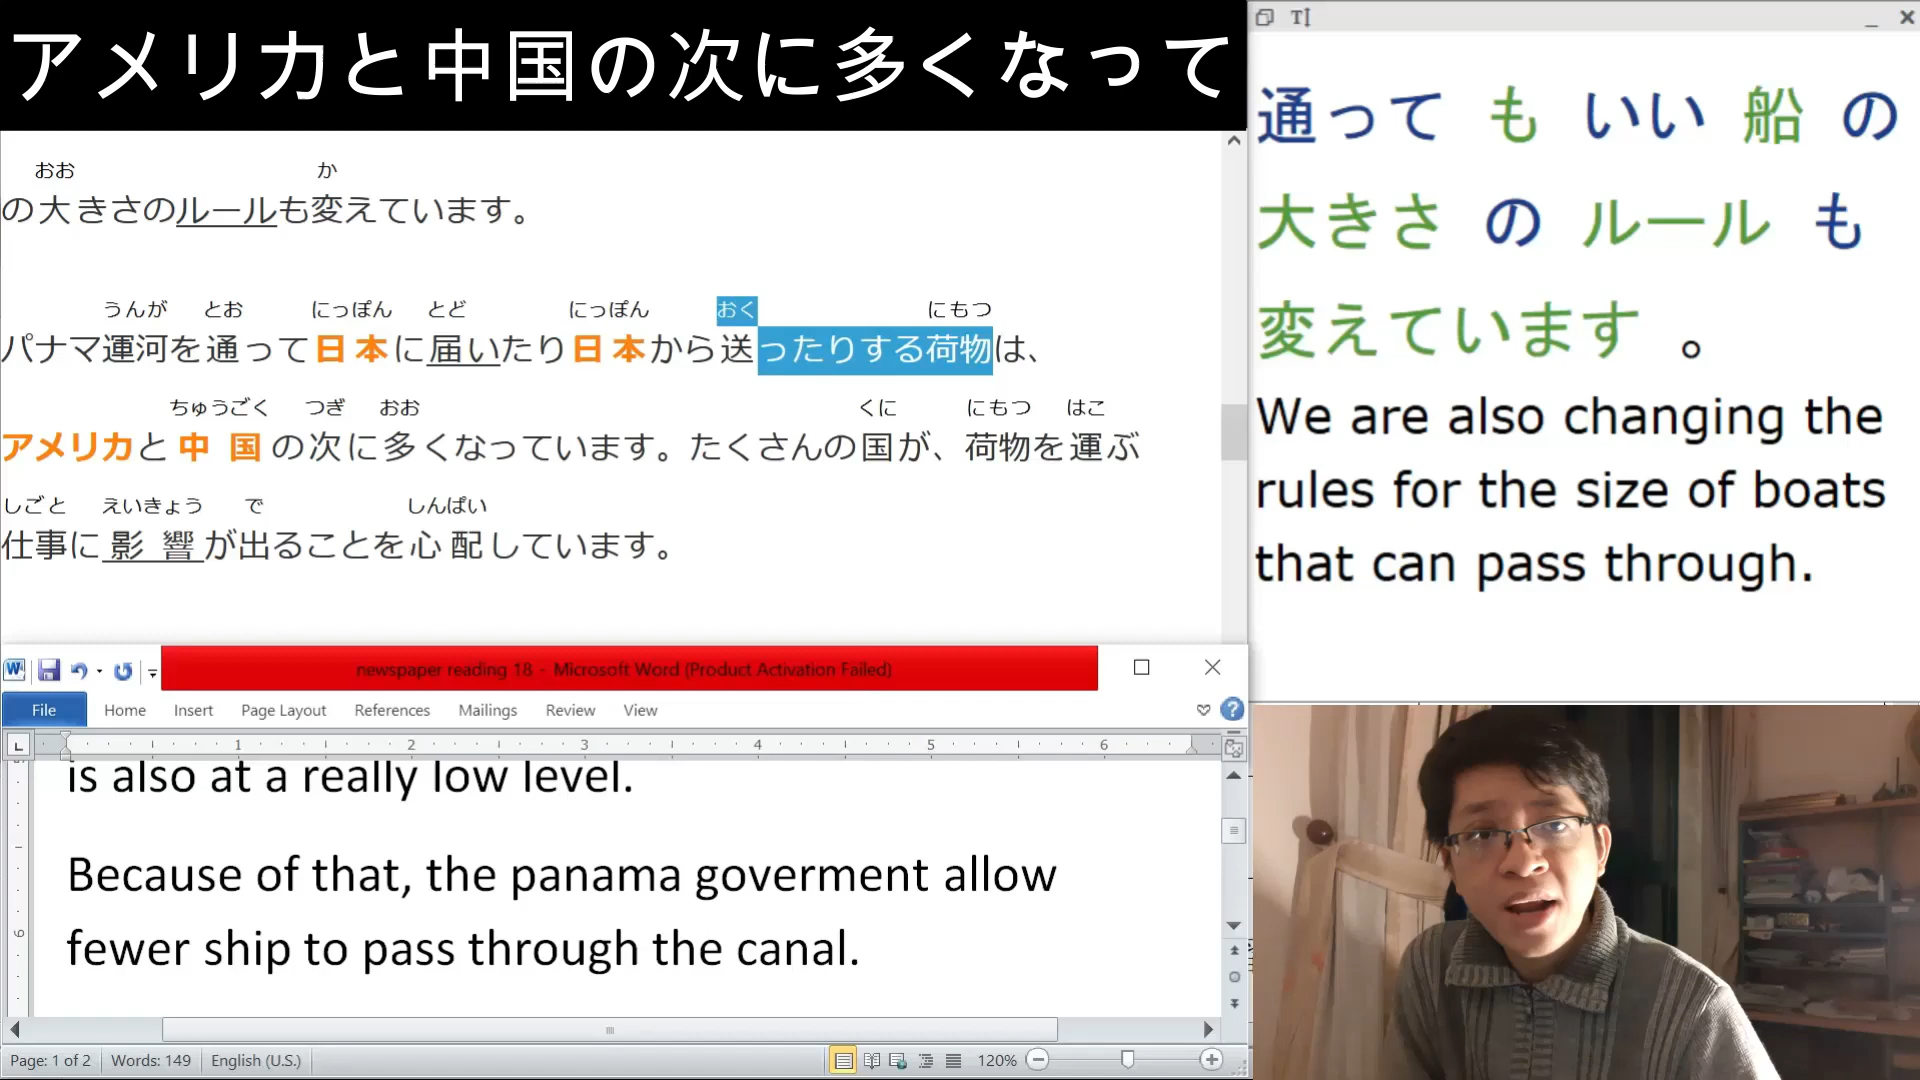 アメリカと中国の次に多くなって
おお か
の大きさのルールも変えています。
うんが とお にっぽん とど にっぽん おく にもつ
パナマ運河を通って日本に届いたり日本から送ったりする荷物は、
ちゅうごく つぎ おお くに にもつ はこ
アメリカと中国の次に多くなっています。たくさんの国が、荷物を運ぶ
しごと えいきょう で しんぱい
仕事に影響が出ることを心配しています。
通って も いい 船 の
大きさ の ルール も
変えています 。
We are also changing the
rules for the size of boats
that can pass through.
newspaper reading 18 - Microsoft Word (Product Activation Failed)
File Home Insert Page Layout References Mailings Review View
1 2 3 4 5 6
is also at a really low level.
Because of that, the panama goverment allow
fewer ship to pass through the canal.
Page: 1 of 2 Words: 149 English (U.S.) 120%